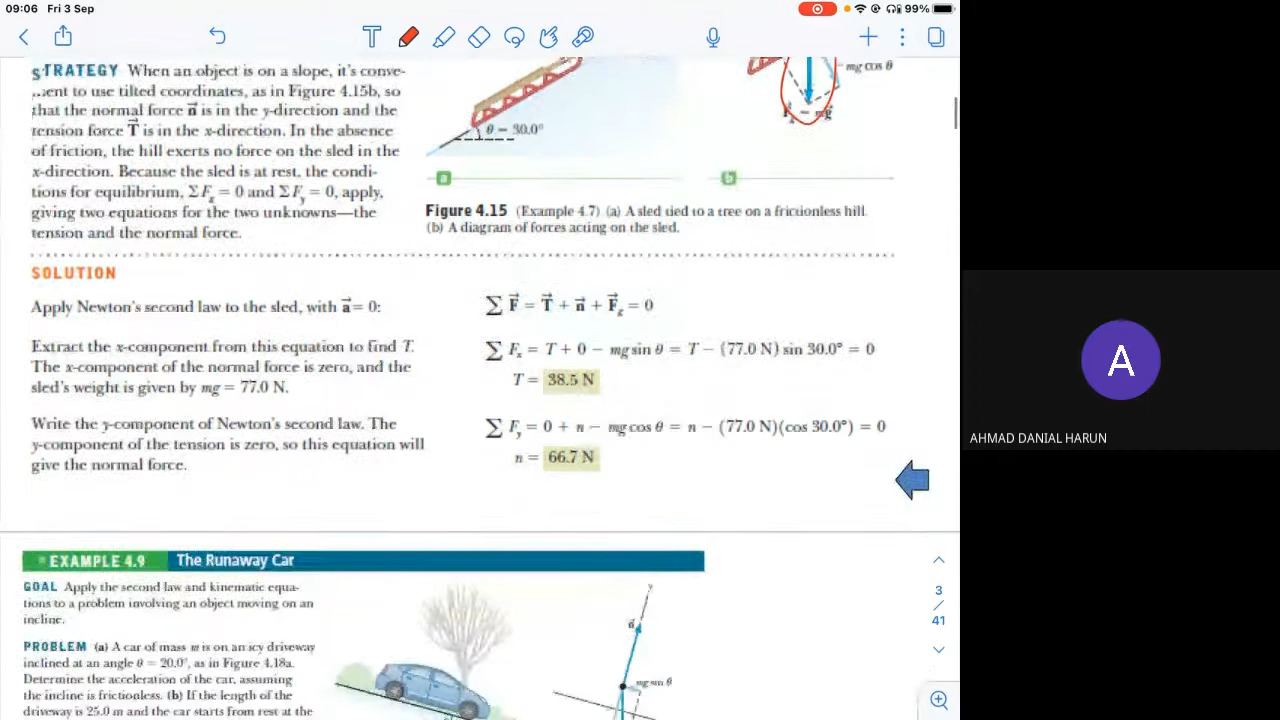 09:06 Fri 3 Sep
99%
STRATEGY When an object is on a slope, it's conve-
ient to use tilted coordinates, as in Figure 4.15b, so
that the normal force n⃗ is in the y-direction and the
tension force T⃗ is in the x-direction. In the absence
of friction, the hill exerts no force on the sled in the
x-direction. Because the sled is at rest, the condi-
tions for equilibrium, ΣFx = 0 and ΣFy = 0, apply,
giving two equations for the two unknowns—the
tension and the normal force.
θ = 30.0°
mg cos θ
F⃗g = mg⃗
a
b
Figure 4.15 (Example 4.7) (a) A sled tied to a tree on a frictionless hill.
(b) A diagram of forces acting on the sled.
SOLUTION
Apply Newton's second law to the sled, with a⃗ = 0:
∑ F⃗ = T⃗ + n⃗ + F⃗g = 0
Extract the x-component from this equation to find T.
The x-component of the normal force is zero, and the
sled's weight is given by mg = 77.0 N.
∑ Fx = T + 0 − mg sin θ = T − (77.0 N) sin 30.0° = 0
T = 38.5 N
Write the y-component of Newton's second law. The
y-component of the tension is zero, so this equation will
give the normal force.
∑ Fy = 0 + n − mg cos θ = n − (77.0 N)(cos 30.0°) = 0
n = 66.7 N
EXAMPLE 4.9 The Runaway Car
GOAL Apply the second law and kinematic equa-
tions to a problem involving an object moving on an
incline.
PROBLEM (a) A car of mass m is on an icy driveway
inclined at an angle θ = 20.0°, as in Figure 4.18a.
Determine the acceleration of the car, assuming
the incline is frictionless. (b) If the length of the
driveway is 25.0 m and the car starts from rest at the
y
n⃗
mg sin θ
3
/
41
A
AHMAD DANIAL HARUN